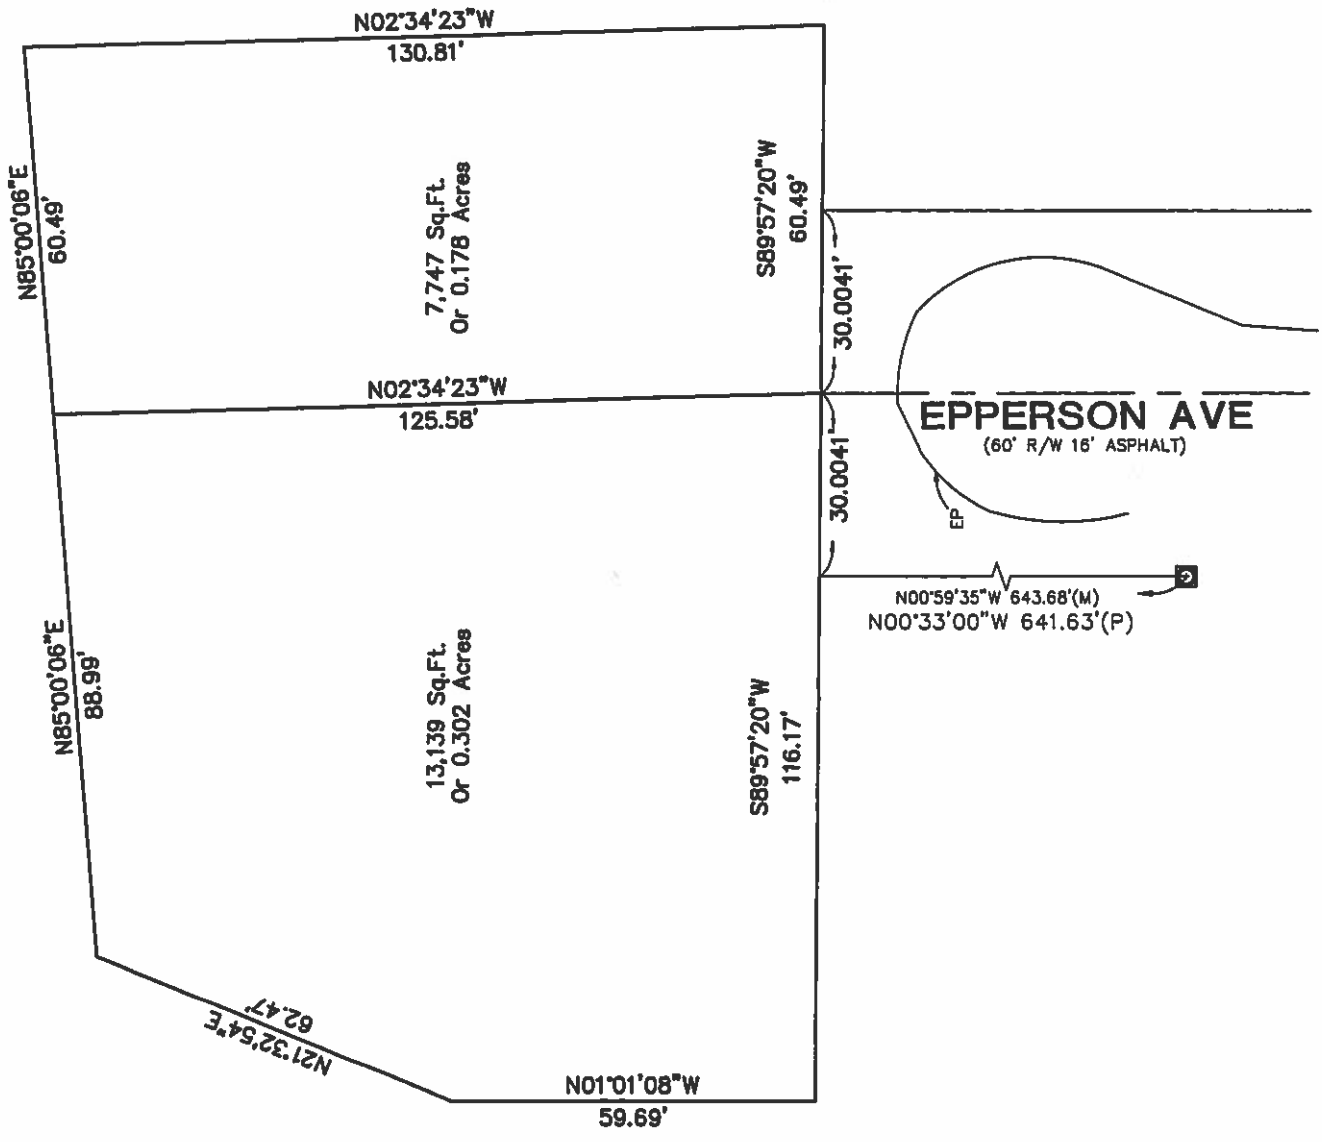 N02°34'23"W
130.81'
N85°00'06"E
60.49'
7,747 Sq.Ft.
Or 0.178 Acres
S89°57'20"W
60.49'
30.0041'
N02°34'23"W
125.58'
EPPERSON AVE
(60' R/W 16' ASPHALT)
30.0041'
EP
N00°59'35"W 643.68'(M)
N00°33'00"W 641.63'(P)
N85°00'06"E
88.99'
13,139 Sq.Ft.
Or 0.302 Acres
S89°57'20"W
116.17'
62.47'
N21°32'54"E
N01°01'08"W
59.69'